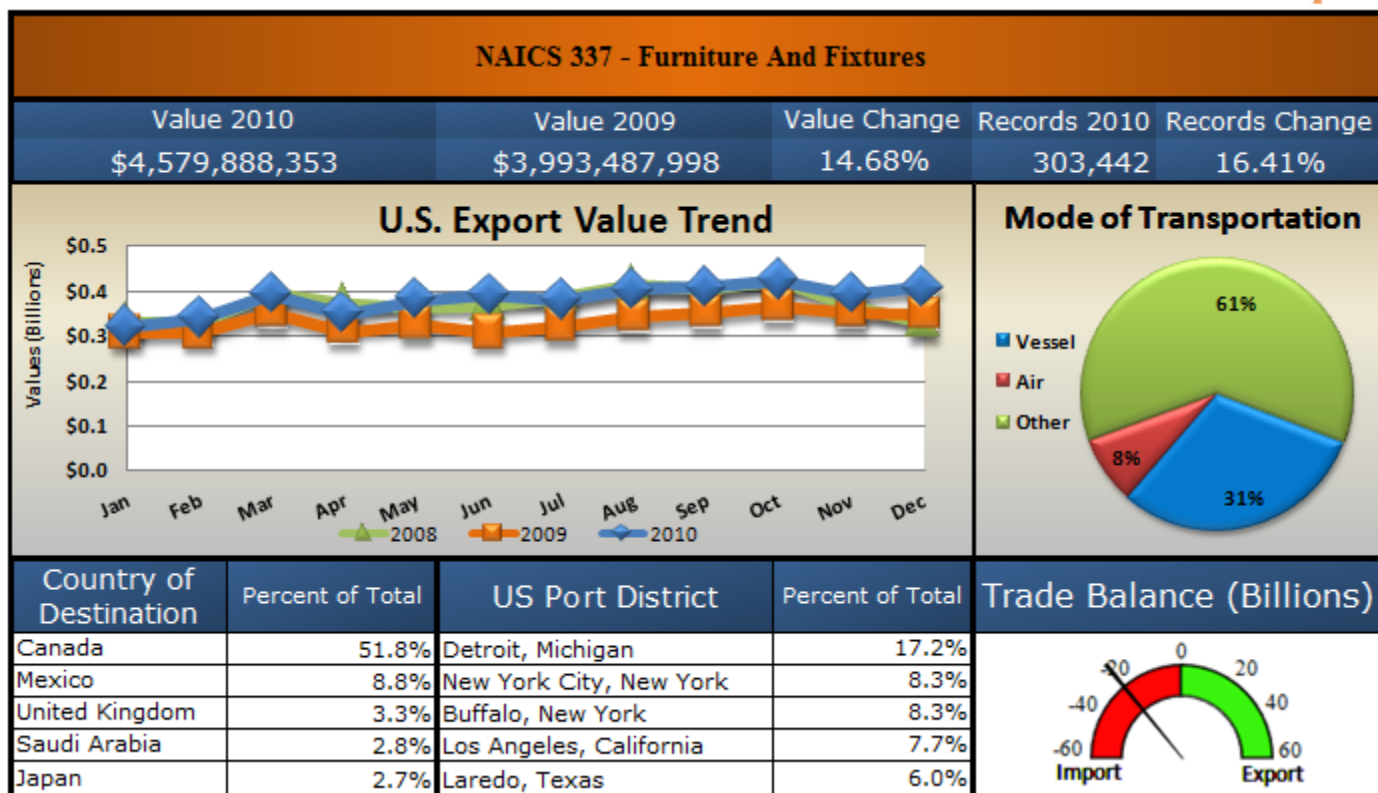 NAICS 337 - Furniture And Fixtures
Value 2010 Value 2009 Value Change Records 2010 Records Change
$4,579,888,353 $3,993,487,998 14.68% 303,442 16.41%
U.S. Export Value Trend
Values (Billions)
$0.5
$0.4
$0.3
$0.2
$0.1
$0.0
Jan Feb Mar Apr May Jun Jul Aug Sep Oct Nov Dec
2008 2009 2010
Mode of Transportation
Vessel
Air
Other
61%
8%
31%
Country of
Destination
Percent of Total
US Port District
Percent of Total
Canada 51.8% Detroit, Michigan 17.2%
Mexico 8.8% New York City, New York 8.3%
United Kingdom 3.3% Buffalo, New York 8.3%
Saudi Arabia 2.8% Los Angeles, California 7.7%
Japan 2.7% Laredo, Texas 6.0%
Trade Balance (Billions)
0
-20 20
-40 40
-60 60
Import Export